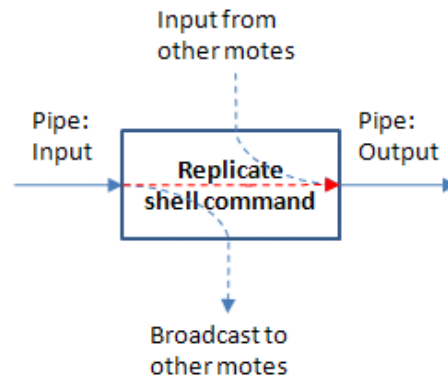 Input from
other motes
Pipe:
Input
Pipe:
Output
Replicate
shell command
Broadcast to
other motes